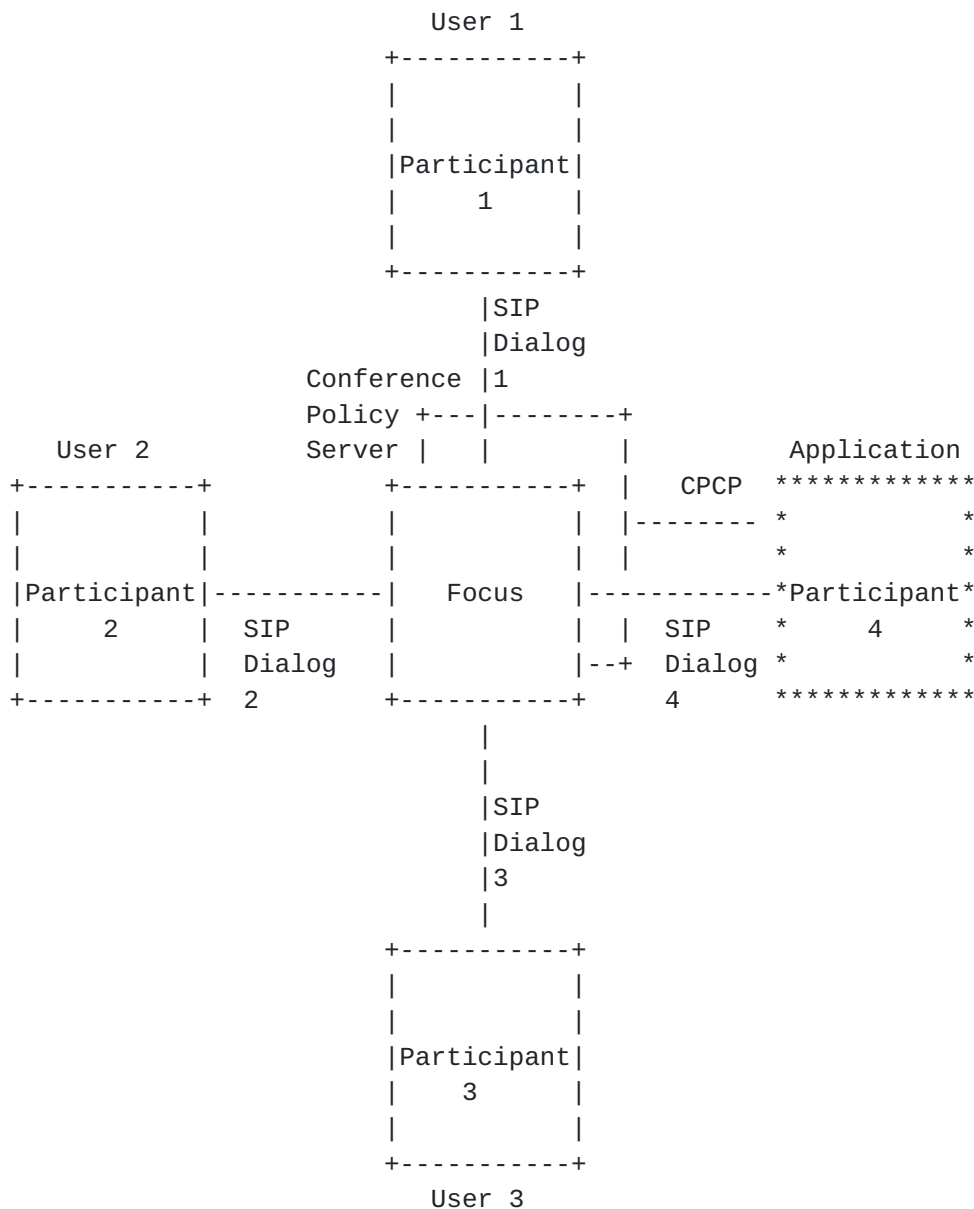 User 1
Participant
1
SIP
Dialog
Conference 1
Policy
User 2 Server Application
CPCP
Participant Focus Participant
2 SIP SIP 4
Dialog Dialog
2 4
SIP
Dialog
3
Participant
3
User 3